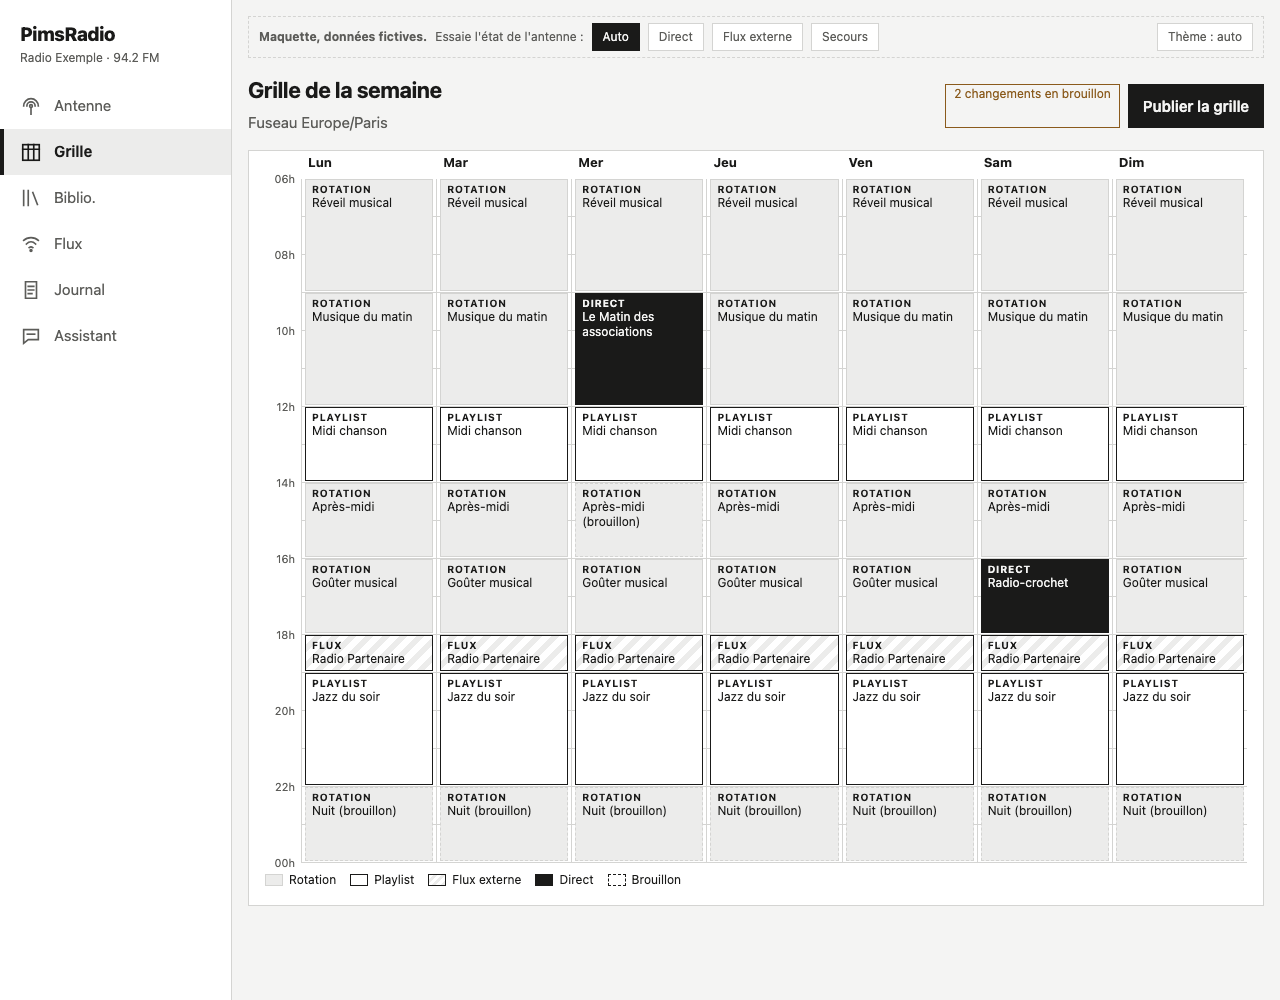 PimsRadio
Radio Exemple · 94.2 FM
Antenne
Grille
Biblio.
Flux
Journal
Assistant
Maquette, données fictives. Essaie l'état de l'antenne : Auto Direct Flux externe Secours Thème : auto
Grille de la semaine
Fuseau Europe/Paris
2 changements en brouillon
Publier la grille
Lun Mar Mer Jeu Ven Sam Dim
06h
ROTATION ROTATION ROTATION ROTATION ROTATION ROTATION ROTATION
Réveil musical Réveil musical Réveil musical Réveil musical Réveil musical Réveil musical Réveil musical
08h
ROTATION ROTATION DIRECT ROTATION ROTATION ROTATION ROTATION
Musique du matin Musique du matin Le Matin des Musique du matin Musique du matin Musique du matin Musique du matin
10h associations
12h
PLAYLIST PLAYLIST PLAYLIST PLAYLIST PLAYLIST PLAYLIST PLAYLIST
Midi chanson Midi chanson Midi chanson Midi chanson Midi chanson Midi chanson Midi chanson
14h
ROTATION ROTATION ROTATION ROTATION ROTATION ROTATION ROTATION
Après-midi Après-midi Après-midi Après-midi Après-midi Après-midi Après-midi
(brouillon)
16h
ROTATION ROTATION ROTATION ROTATION ROTATION DIRECT ROTATION
Goûter musical Goûter musical Goûter musical Goûter musical Goûter musical Radio-crochet Goûter musical
18h
FLUX FLUX FLUX FLUX FLUX FLUX FLUX
Radio Partenaire Radio Partenaire Radio Partenaire Radio Partenaire Radio Partenaire Radio Partenaire Radio Partenaire
PLAYLIST PLAYLIST PLAYLIST PLAYLIST PLAYLIST PLAYLIST PLAYLIST
Jazz du soir Jazz du soir Jazz du soir Jazz du soir Jazz du soir Jazz du soir Jazz du soir
20h
22h
ROTATION ROTATION ROTATION ROTATION ROTATION ROTATION ROTATION
Nuit (brouillon) Nuit (brouillon) Nuit (brouillon) Nuit (brouillon) Nuit (brouillon) Nuit (brouillon) Nuit (brouillon)
00h
Rotation Playlist Flux externe Direct Brouillon